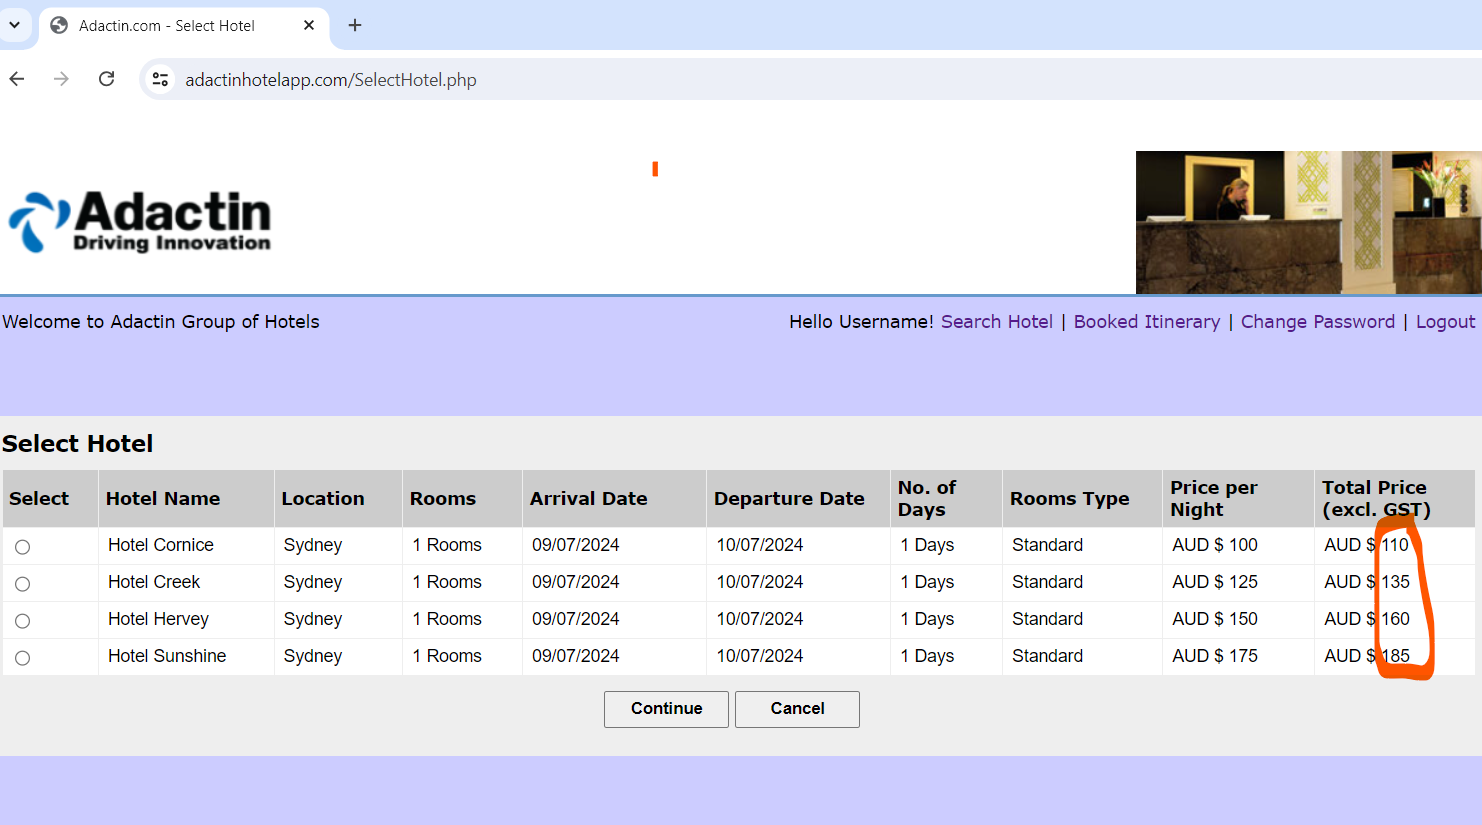 Adactin.com - Select Hotel
adactinhotelapp.com/SelectHotel.php
Adactin
Driving Innovation
Welcome to Adactin Group of Hotels
Hello Username! Search Hotel | Booked Itinerary | Change Password | Logout
Select Hotel
Select Hotel Name Location Rooms Arrival Date Departure Date No. of Days Rooms Type Price per Night Total Price (excl. GST)
Hotel Cornice Sydney 1 Rooms 09/07/2024 10/07/2024 1 Days Standard AUD $ 100 AUD $ 110
Hotel Creek Sydney 1 Rooms 09/07/2024 10/07/2024 1 Days Standard AUD $ 125 AUD $ 135
Hotel Hervey Sydney 1 Rooms 09/07/2024 10/07/2024 1 Days Standard AUD $ 150 AUD $ 160
Hotel Sunshine Sydney 1 Rooms 09/07/2024 10/07/2024 1 Days Standard AUD $ 175 AUD $ 185
Continue Cancel